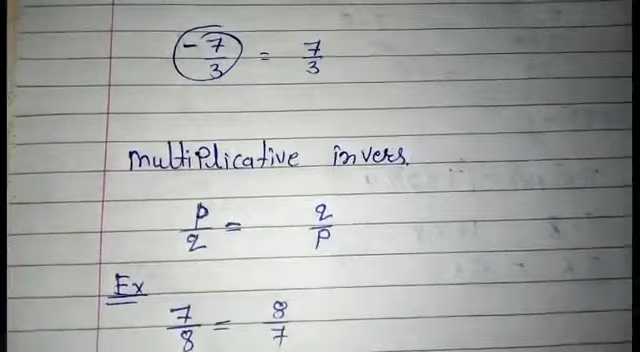 -7/3 = 7/3
multiplicative invers.
p/q = q/p
Ex
7/8 = 8/7